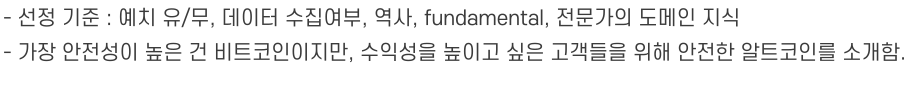 - 선정 기준 : 예치 유/무, 데이터 수집여부, 역사, fundamental, 전문가의 도메인 지식
- 가장 안전성이 높은 건 비트코인이지만, 수익성을 높이고 싶은 고객들을 위해 안전한 알트코인를 소개함.